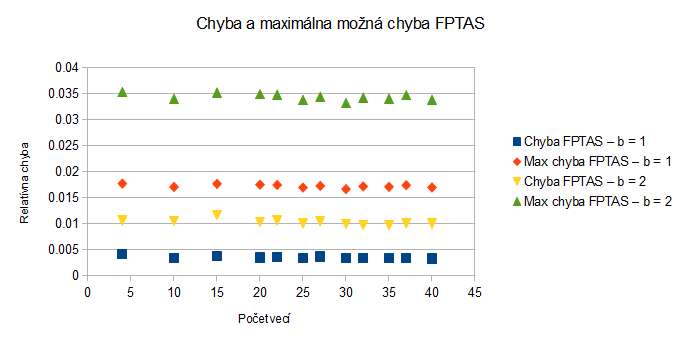 Chyba a maximálna možná chyba FPTAS
0.04
0.035
0.03
0.025
0.02
0.015
0.01
0.005
0
Relatívna chyba
0 5 10 15 20 25 30 35 40 45
Početvecí
Chyba FPTAS – b = 1
Max chyba FPTAS – b = 1
Chyba FPTAS – b = 2
Max chyba FPTAS – b = 2